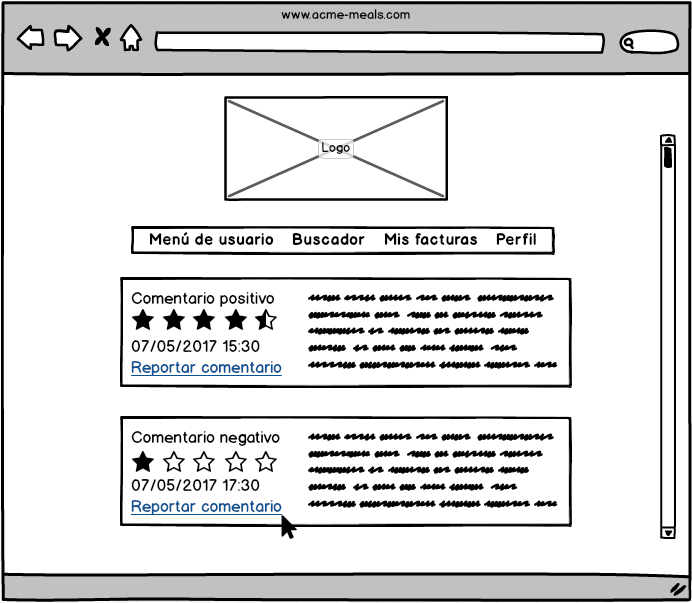 www.acme-meals.com
Logo
Menú de usuario Buscador Mis facturas Perfil
Comentario positivo
07/05/2017 15:30
Reportar comentario
Comentario negativo
07/05/2017 17:30
Reportar comentario